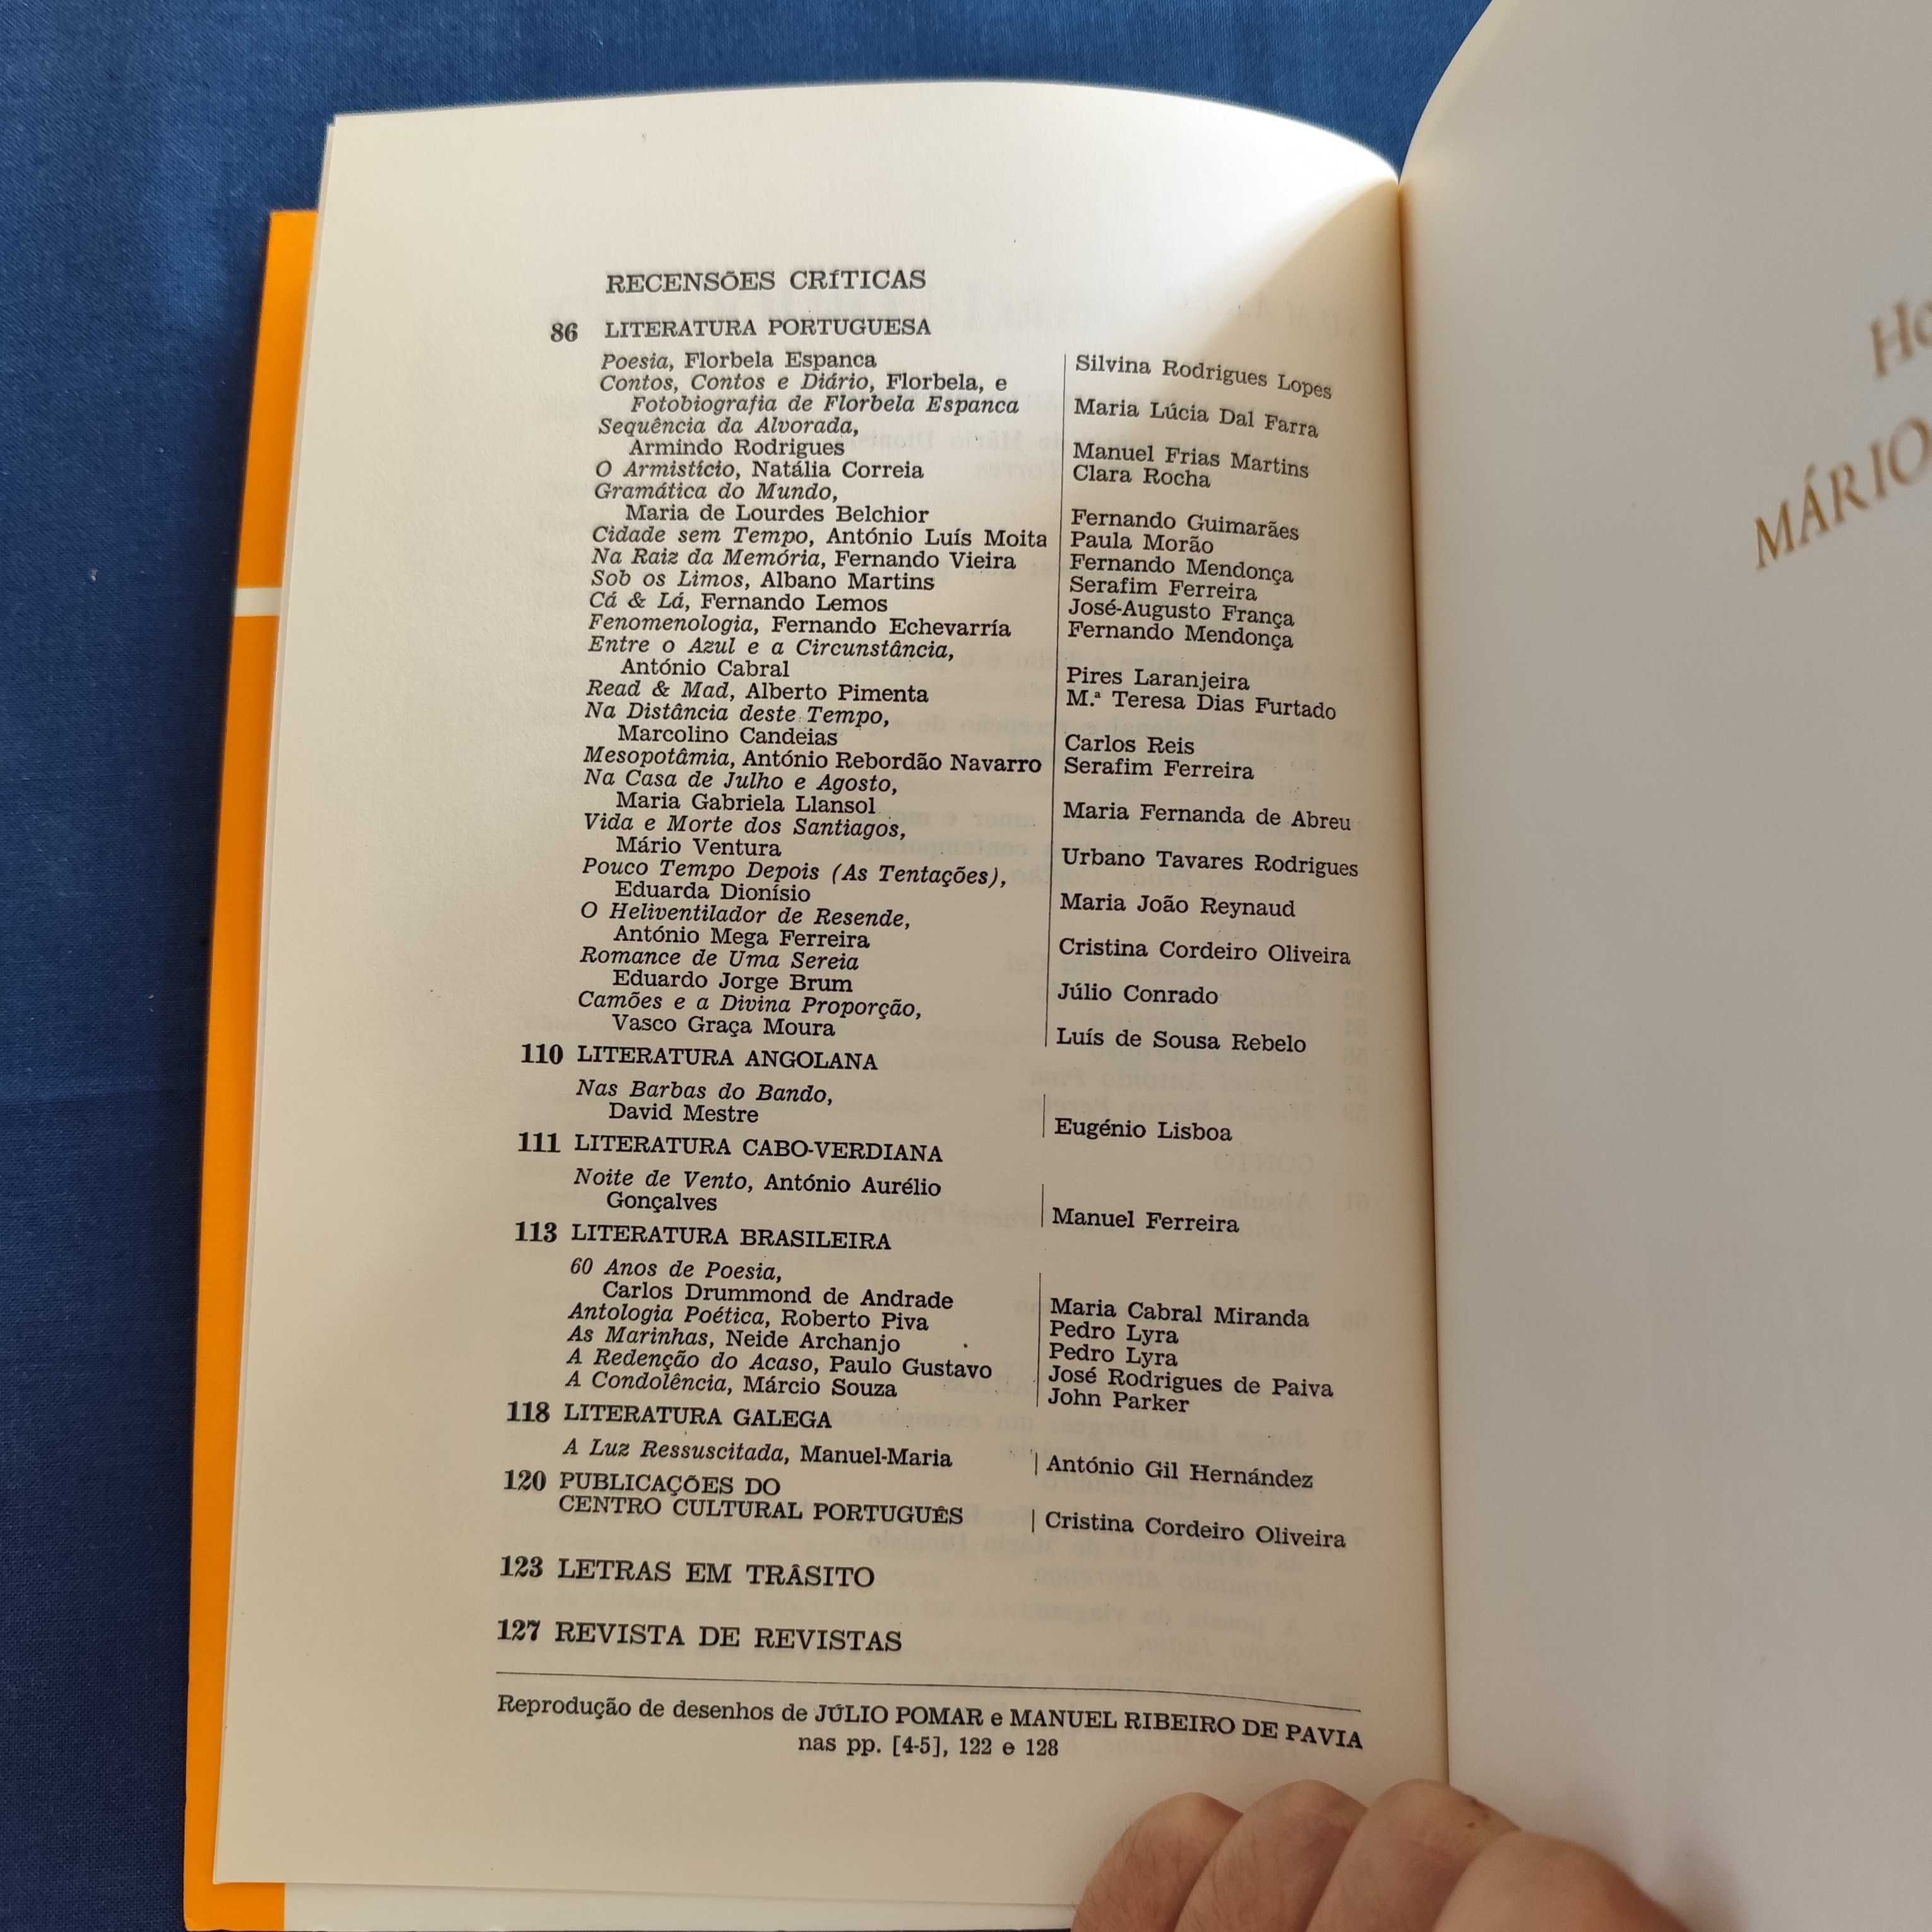 RECENSÕES CRÍTICAS
86 LITERATURA PORTUGUESA
Poesia, Florbela Espanca | Silvina Rodrigues Lopes
Contos, Contos e Diário, Florbela, e
Fotobiografia de Florbela Espanca | Maria Lúcia Dal Farra
Sequência da Alvorada,
Armindo Rodrigues | Manuel Frias Martins
O Armistício, Natália Correia | Clara Rocha
Gramática do Mundo,
Maria de Lourdes Belchior | Fernando Guimarães
Cidade sem Tempo, António Luís Moita | Paula Morão
Na Raiz da Memória, Fernando Vieira | Fernando Mendonça
Sob os Limos, Albano Martins | Serafim Ferreira
Cá & Lá, Fernando Lemos | José-Augusto França
Fenomenologia, Fernando Echevarría | Fernando Mendonça
Entre o Azul e a Circunstância,
António Cabral | Pires Laranjeira
Read & Mad, Alberto Pimenta | M.ª Teresa Dias Furtado
Na Distância deste Tempo,
Marcolino Candeias | Carlos Reis
Mesopotâmia, António Rebordão Navarro | Serafim Ferreira
Na Casa de Julho e Agosto,
Maria Gabriela Llansol | Maria Fernanda de Abreu
Vida e Morte dos Santiagos,
Mário Ventura | Urbano Tavares Rodrigues
Pouco Tempo Depois (As Tentações),
Eduarda Dionísio | Maria João Reynaud
O Heliventilador de Resende,
António Mega Ferreira | Cristina Cordeiro Oliveira
Romance de Uma Sereia
Eduardo Jorge Brum | Júlio Conrado
Camões e a Divina Proporção,
Vasco Graça Moura | Luís de Sousa Rebelo
110 LITERATURA ANGOLANA
Nas Barbas do Bando,
David Mestre | Eugénio Lisboa
111 LITERATURA CABO-VERDIANA
Noite de Vento, António Aurélio
Gonçalves | Manuel Ferreira
113 LITERATURA BRASILEIRA
60 Anos de Poesia,
Carlos Drummond de Andrade | Maria Cabral Miranda
Antologia Poética, Roberto Piva | Pedro Lyra
As Marinhas, Neide Archanjo | Pedro Lyra
A Redenção do Acaso, Paulo Gustavo | José Rodrigues de Paiva
A Condolência, Márcio Souza | John Parker
118 LITERATURA GALEGA
A Luz Ressuscitada, Manuel-Maria | António Gil Hernández
120 PUBLICAÇÕES DO
CENTRO CULTURAL PORTUGUÊS | Cristina Cordeiro Oliveira
123 LETRAS EM TRÂSITO
127 REVISTA DE REVISTAS
Reprodução de desenhos de JÚLIO POMAR e MANUEL RIBEIRO DE PAVIA
nas pp. [4-5], 122 e 128
MÁRIO